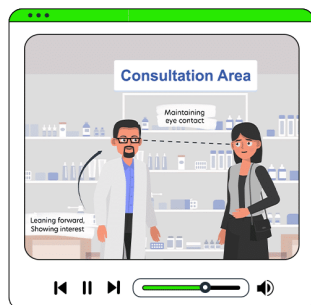 Consultation Area
Maintaining
eye contact
Leaning forward,
Showing interest